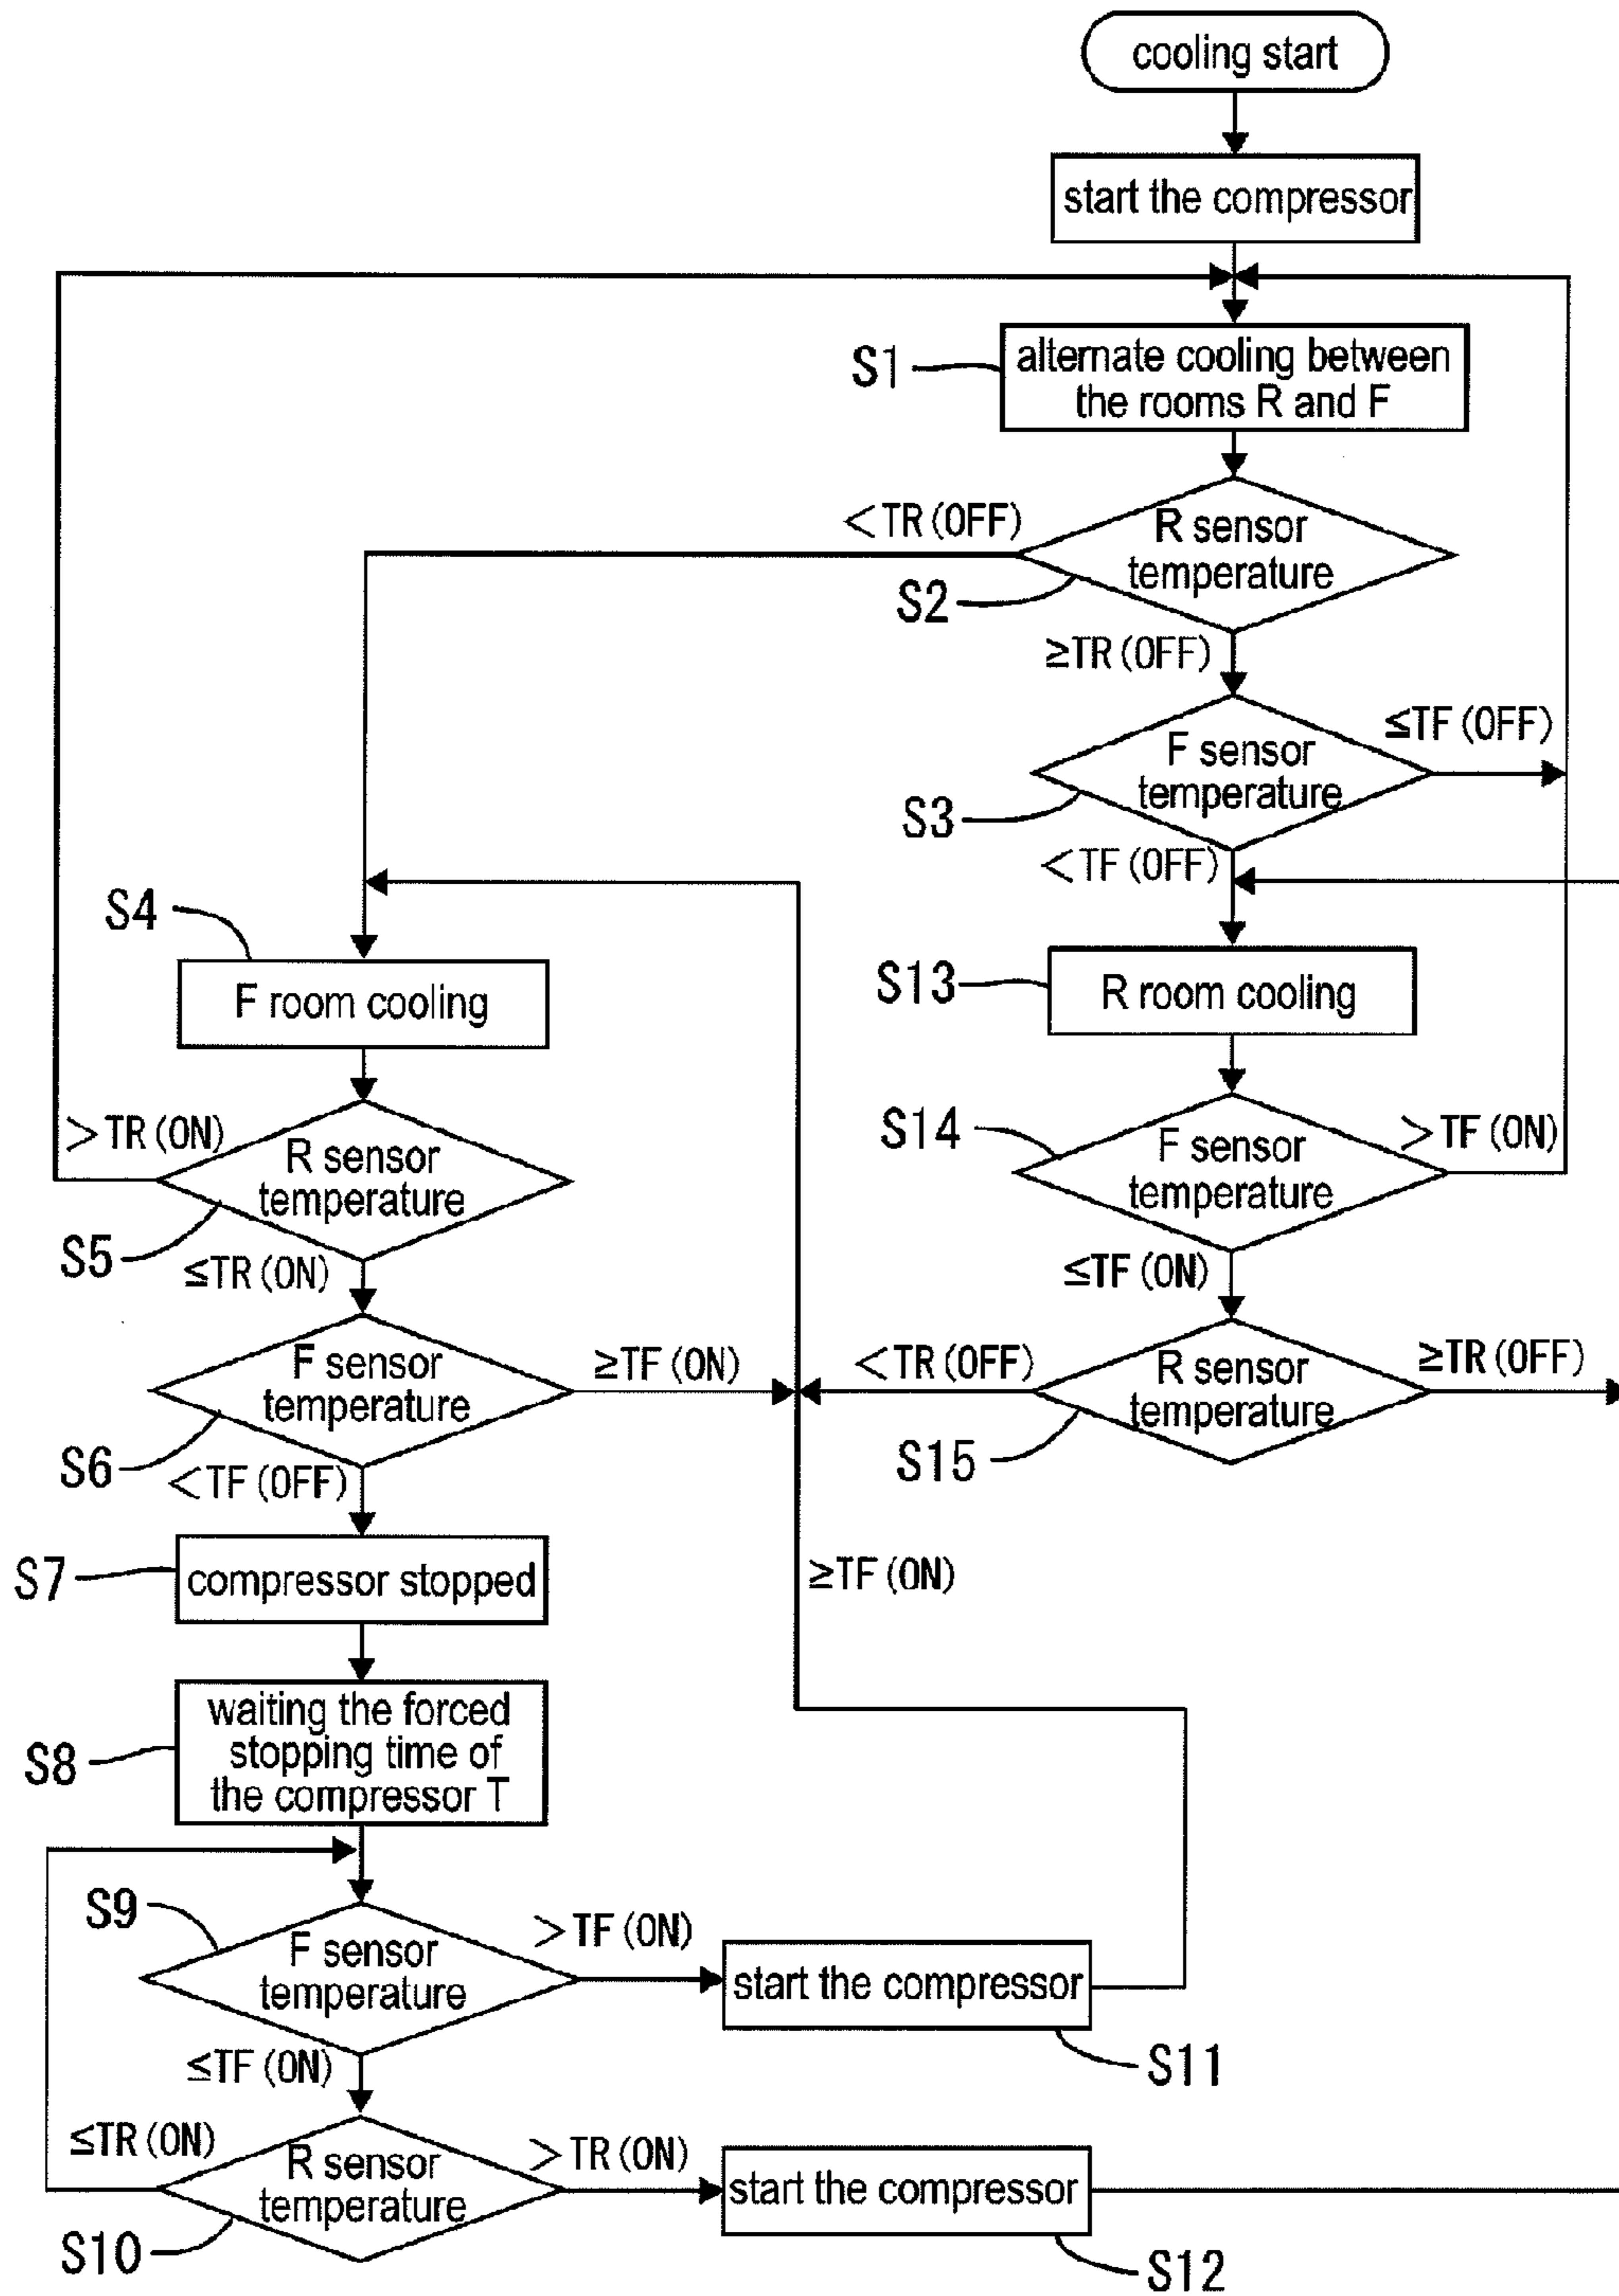 cooling start
start the compressor
S1
alternate cooling between
the rooms R and F
<TR(OFF)
R sensor
temperature
S2
≥TR(OFF)
≤TF(OFF)
F sensor
temperature
S3
<TF(OFF)
S4
F room cooling
S13
R room cooling
>TR(ON)
R sensor
temperature
S5
≤TR(ON)
S14
F sensor
temperature
>TF(ON)
≤TF(ON)
F sensor
temperature
≥TF(ON)
S6
<TF(OFF)
<TR(OFF)
R sensor
temperature
≥TR(OFF)
S15
S7
compressor stopped
≥TF(ON)
S8
waiting the forced
stopping time of
the compressor T
S9
F sensor
temperature
>TF(ON)
start the compressor
S11
≤TF(ON)
≤TR(ON)
R sensor
temperature
>TR(ON)
start the compressor
S10
S12